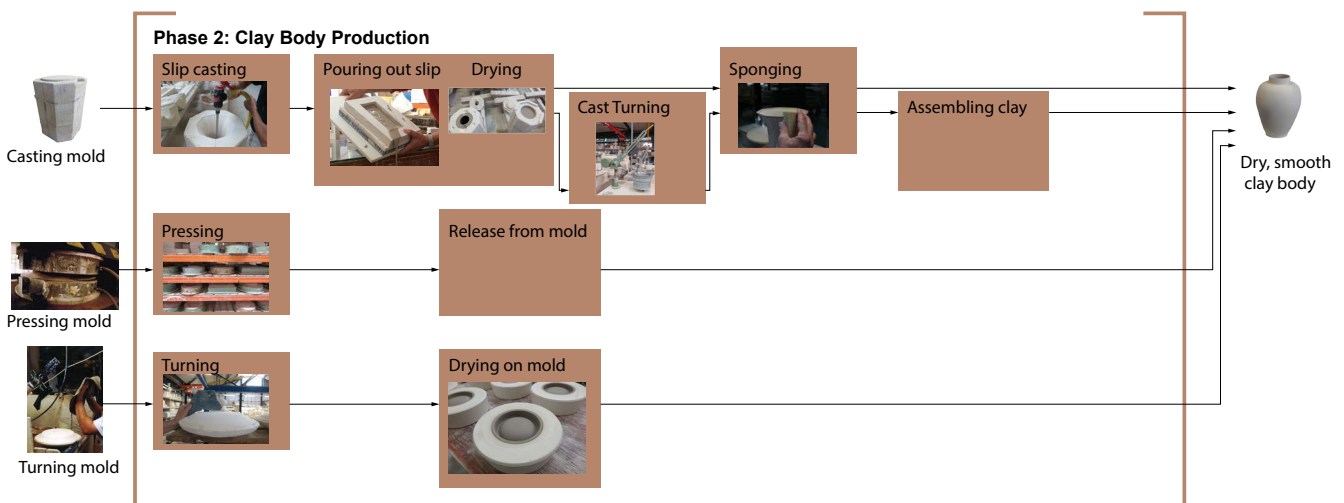 Phase 2: Clay Body Production
Slip casting
Pouring out slip
Drying
Sponging
Cast Turning
Assembling clay
Casting mold
Dry, smooth
clay body
Pressing
Release from mold
Pressing mold
Turning
Drying on mold
Turning mold